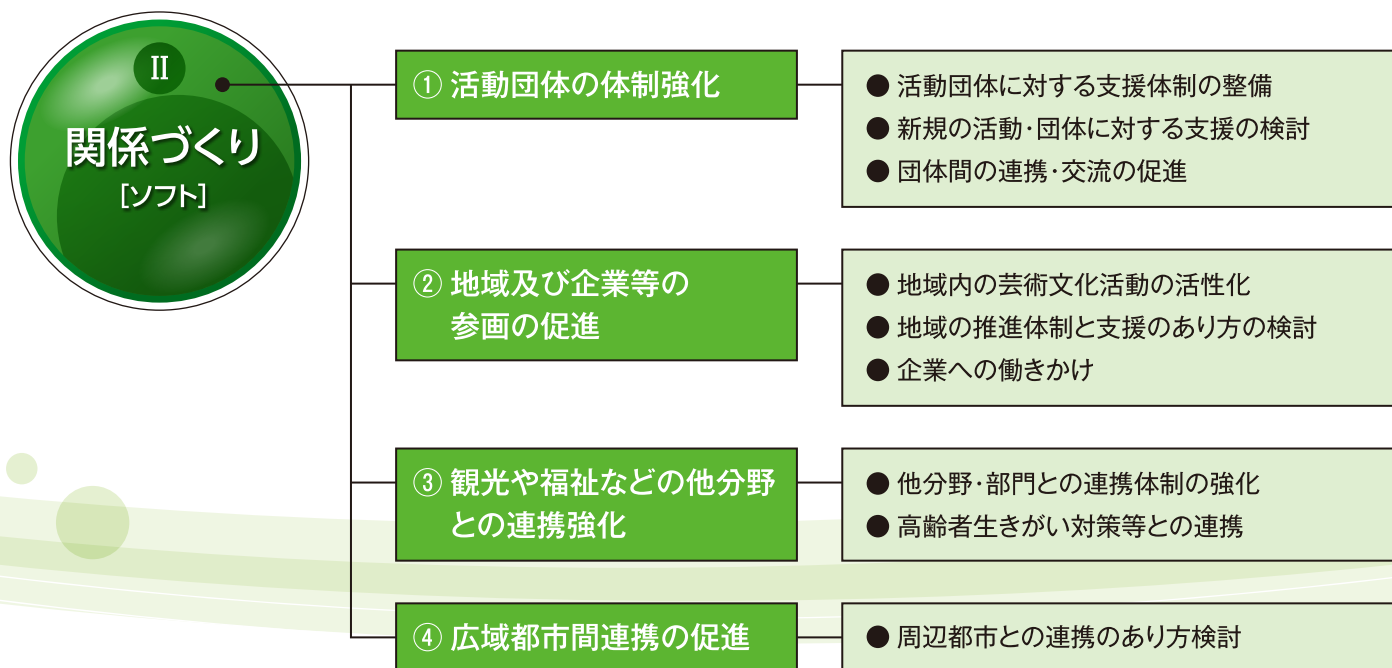 Ⅱ
関係づくり
[ソフト]
① 活動団体の体制強化
● 活動団体に対する支援体制の整備
● 新規の活動･団体に対する支援の検討
● 団体間の連携･交流の促進
② 地域及び企業等の
参画の促進
● 地域内の芸術文化活動の活性化
● 地域の推進体制と支援のあり方の検討
● 企業への働きかけ
③ 観光や福祉などの他分野
との連携強化
● 他分野･部門との連携体制の強化
● 高齢者生きがい対策等との連携
④ 広域都市間連携の促進
● 周辺都市との連携のあり方検討